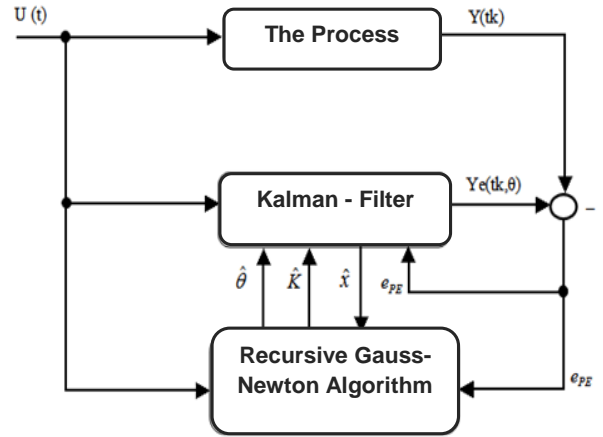 U (t)
The Process
Y(tk)
Kalman - Filter
Ye(tk,θ)
-
θ̂
K̂
x̂
e_PE
Recursive Gauss-
Newton Algorithm
e_PE